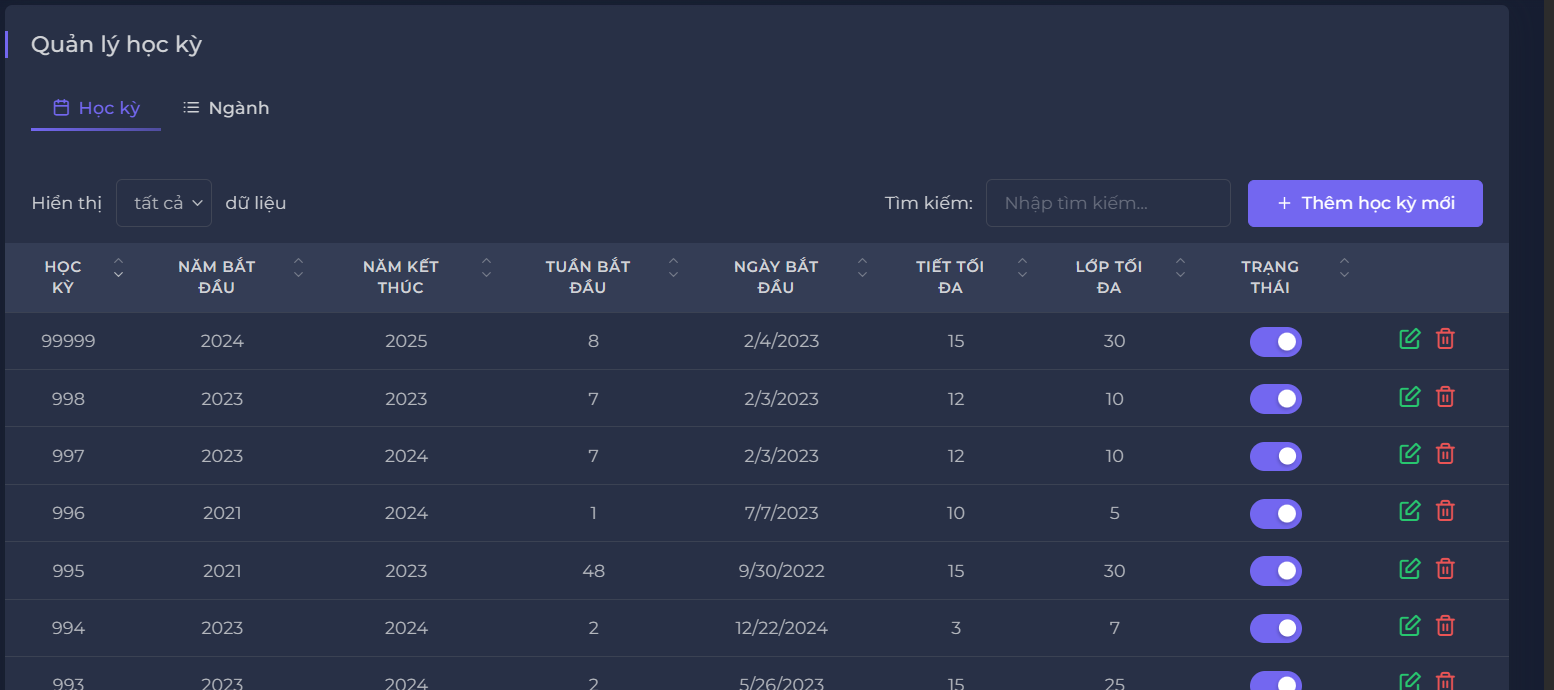 Quản lý học kỳ
Học kỳ Ngành
Hiển thị tất cả dữ liệu Tìm kiếm: Nhập tìm kiếm... + Thêm học kỳ mới
HỌC NĂM BẮT NĂM KẾT TUẦN BẮT NGÀY BẮT TIẾT TỐI LỚP TỐI TRẠNG
KỲ ĐẦU THÚC ĐẦU ĐẦU ĐA ĐA THÁI
99999 2024 2025 8 2/4/2023 15 30
998 2023 2023 7 2/3/2023 12 10
997 2023 2024 7 2/3/2023 12 10
996 2021 2024 1 7/7/2023 10 5
995 2021 2023 48 9/30/2022 15 30
994 2023 2024 2 12/22/2024 3 7
993 2023 2024 2 5/26/2023 15 25